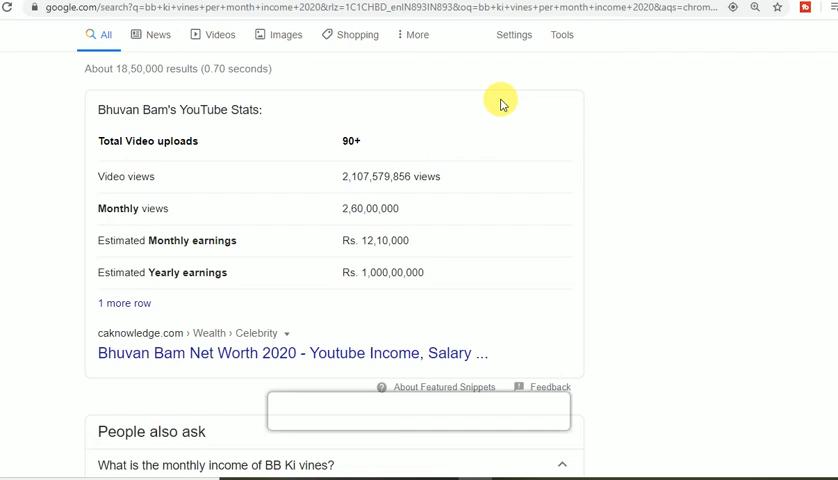 google.com/search?q=bb+ki+vines+per+month+income+2020&rlz=1C1CHBD_enIN893IN893&oq=bb+ki+vines+per+month+income+2020&aqs=chrom...
All News Videos Images Shopping More Settings Tools
About 18,50,000 results (0.70 seconds)
Bhuvan Bam's YouTube Stats:
Total Video uploads 90+
Video views 2,107,579,856 views
Monthly views 2,60,00,000
Estimated Monthly earnings Rs. 12,10,000
Estimated Yearly earnings Rs. 1,000,00,000
1 more row
caknowledge.com › Wealth › Celebrity
Bhuvan Bam Net Worth 2020 - Youtube Income, Salary ...
About Featured Snippets Feedback
People also ask
What is the monthly income of BB Ki vines?